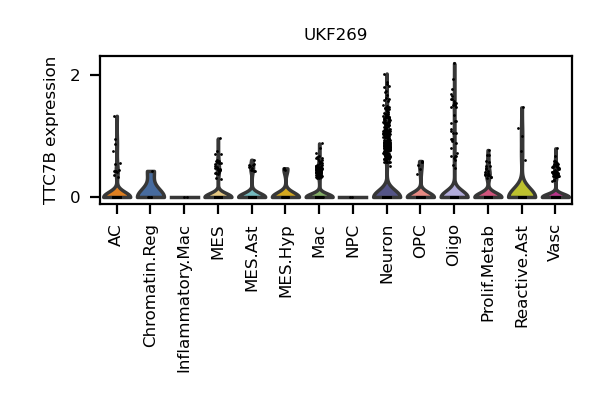 UKF269
TTC7B expression
2
0
AC
Chromatin.Reg
Inflammatory.Mac
MES
MES.Ast
MES.Hyp
Mac
NPC
Neuron
OPC
Oligo
Prolif.Metab
Reactive.Ast
Vasc